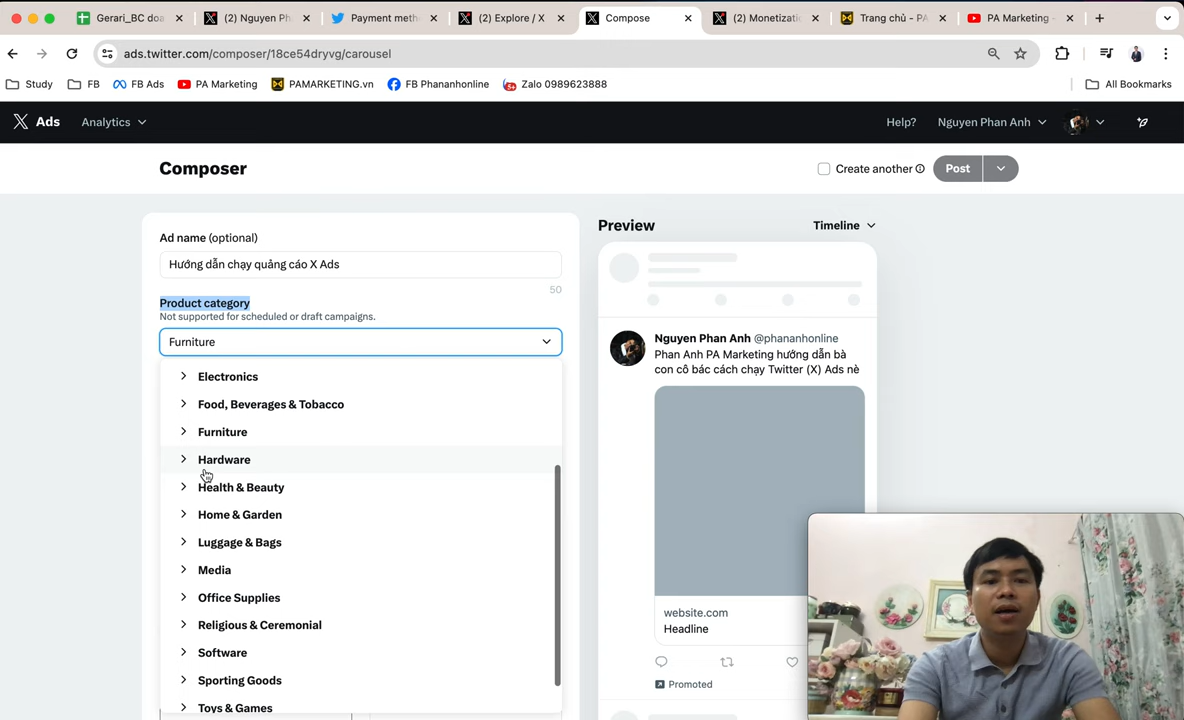 Gerari_BC doa
(2) Nguyen Ph
Payment meth
(2) Explore / X
Compose
(2) Monetizatio
Trang chủ - PA
PA Marketing -
ads.twitter.com/composer/18ce54dryvg/carousel
Study
FB
FB Ads
PA Marketing
PAMARKETING.vn
FB Phananhonline
Zalo 0989623888
All Bookmarks
X Ads
Analytics
Help?
Nguyen Phan Anh
Composer
Create another
Post
Ad name (optional)
Hướng dẫn chạy quảng cáo X Ads
50
Product category
Not supported for scheduled or draft campaigns.
Furniture
Electronics
Food, Beverages & Tobacco
Furniture
Hardware
Health & Beauty
Home & Garden
Luggage & Bags
Media
Office Supplies
Religious & Ceremonial
Software
Sporting Goods
Toys & Games
Preview
Timeline
Nguyen Phan Anh @phananhonline
Phan Anh PA Marketing hướng dẫn bà
con cô bác cách chạy Twitter (X) Ads nè
website.com
Headline
Promoted